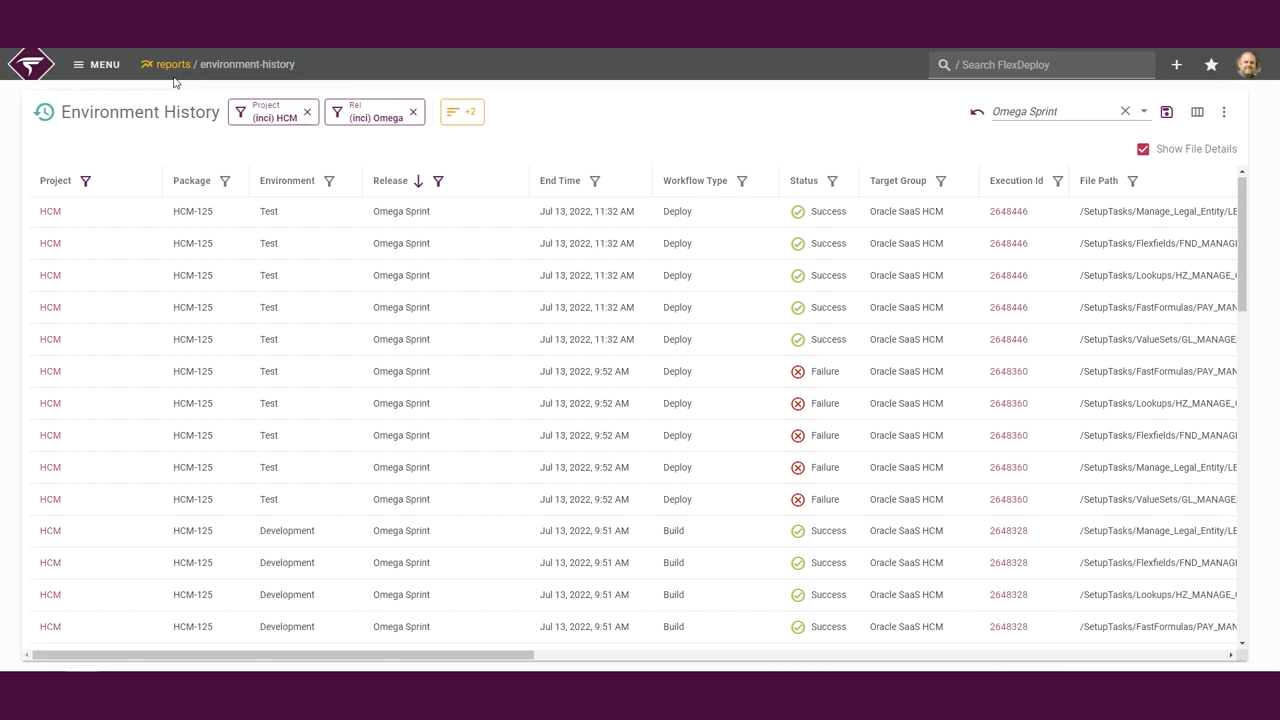 MENU reports / environment-history / Search FlexDeploy
Environment History Project (inci) HCM Rel (inci) Omega +2 Omega Sprint
Show File Details
Project Package Environment Release End Time Workflow Type Status Target Group Execution Id File Path
HCM HCM-125 Test Omega Sprint Jul 13, 2022, 11:32 AM Deploy Success Oracle SaaS HCM 2648446 /SetupTasks/Manage_Legal_Entity/LE
HCM HCM-125 Test Omega Sprint Jul 13, 2022, 11:32 AM Deploy Success Oracle SaaS HCM 2648446 /SetupTasks/Flexfields/FND_MANAG
HCM HCM-125 Test Omega Sprint Jul 13, 2022, 11:32 AM Deploy Success Oracle SaaS HCM 2648446 /SetupTasks/Lookups/HZ_MANAGE_
HCM HCM-125 Test Omega Sprint Jul 13, 2022, 11:32 AM Deploy Success Oracle SaaS HCM 2648446 /SetupTasks/FastFormulas/PAY_MAN
HCM HCM-125 Test Omega Sprint Jul 13, 2022, 11:32 AM Deploy Success Oracle SaaS HCM 2648446 /SetupTasks/ValueSets/GL_MANAGE_
HCM HCM-125 Test Omega Sprint Jul 13, 2022, 9:52 AM Deploy Failure Oracle SaaS HCM 2648360 /SetupTasks/FastFormulas/PAY_MAN
HCM HCM-125 Test Omega Sprint Jul 13, 2022, 9:52 AM Deploy Failure Oracle SaaS HCM 2648360 /SetupTasks/Lookups/HZ_MANAGE_
HCM HCM-125 Test Omega Sprint Jul 13, 2022, 9:52 AM Deploy Failure Oracle SaaS HCM 2648360 /SetupTasks/Flexfields/FND_MANAG
HCM HCM-125 Test Omega Sprint Jul 13, 2022, 9:52 AM Deploy Failure Oracle SaaS HCM 2648360 /SetupTasks/Manage_Legal_Entity/LE
HCM HCM-125 Test Omega Sprint Jul 13, 2022, 9:52 AM Deploy Failure Oracle SaaS HCM 2648360 /SetupTasks/ValueSets/GL_MANAGE_
HCM HCM-125 Development Omega Sprint Jul 13, 2022, 9:51 AM Build Success Oracle SaaS HCM 2648328 /SetupTasks/Manage_Legal_Entity/LE
HCM HCM-125 Development Omega Sprint Jul 13, 2022, 9:51 AM Build Success Oracle SaaS HCM 2648328 /SetupTasks/Flexfields/FND_MANAG
HCM HCM-125 Development Omega Sprint Jul 13, 2022, 9:51 AM Build Success Oracle SaaS HCM 2648328 /SetupTasks/Lookups/HZ_MANAGE_
HCM HCM-125 Development Omega Sprint Jul 13, 2022, 9:51 AM Build Success Oracle SaaS HCM 2648328 /SetupTasks/FastFormulas/PAY_MAN